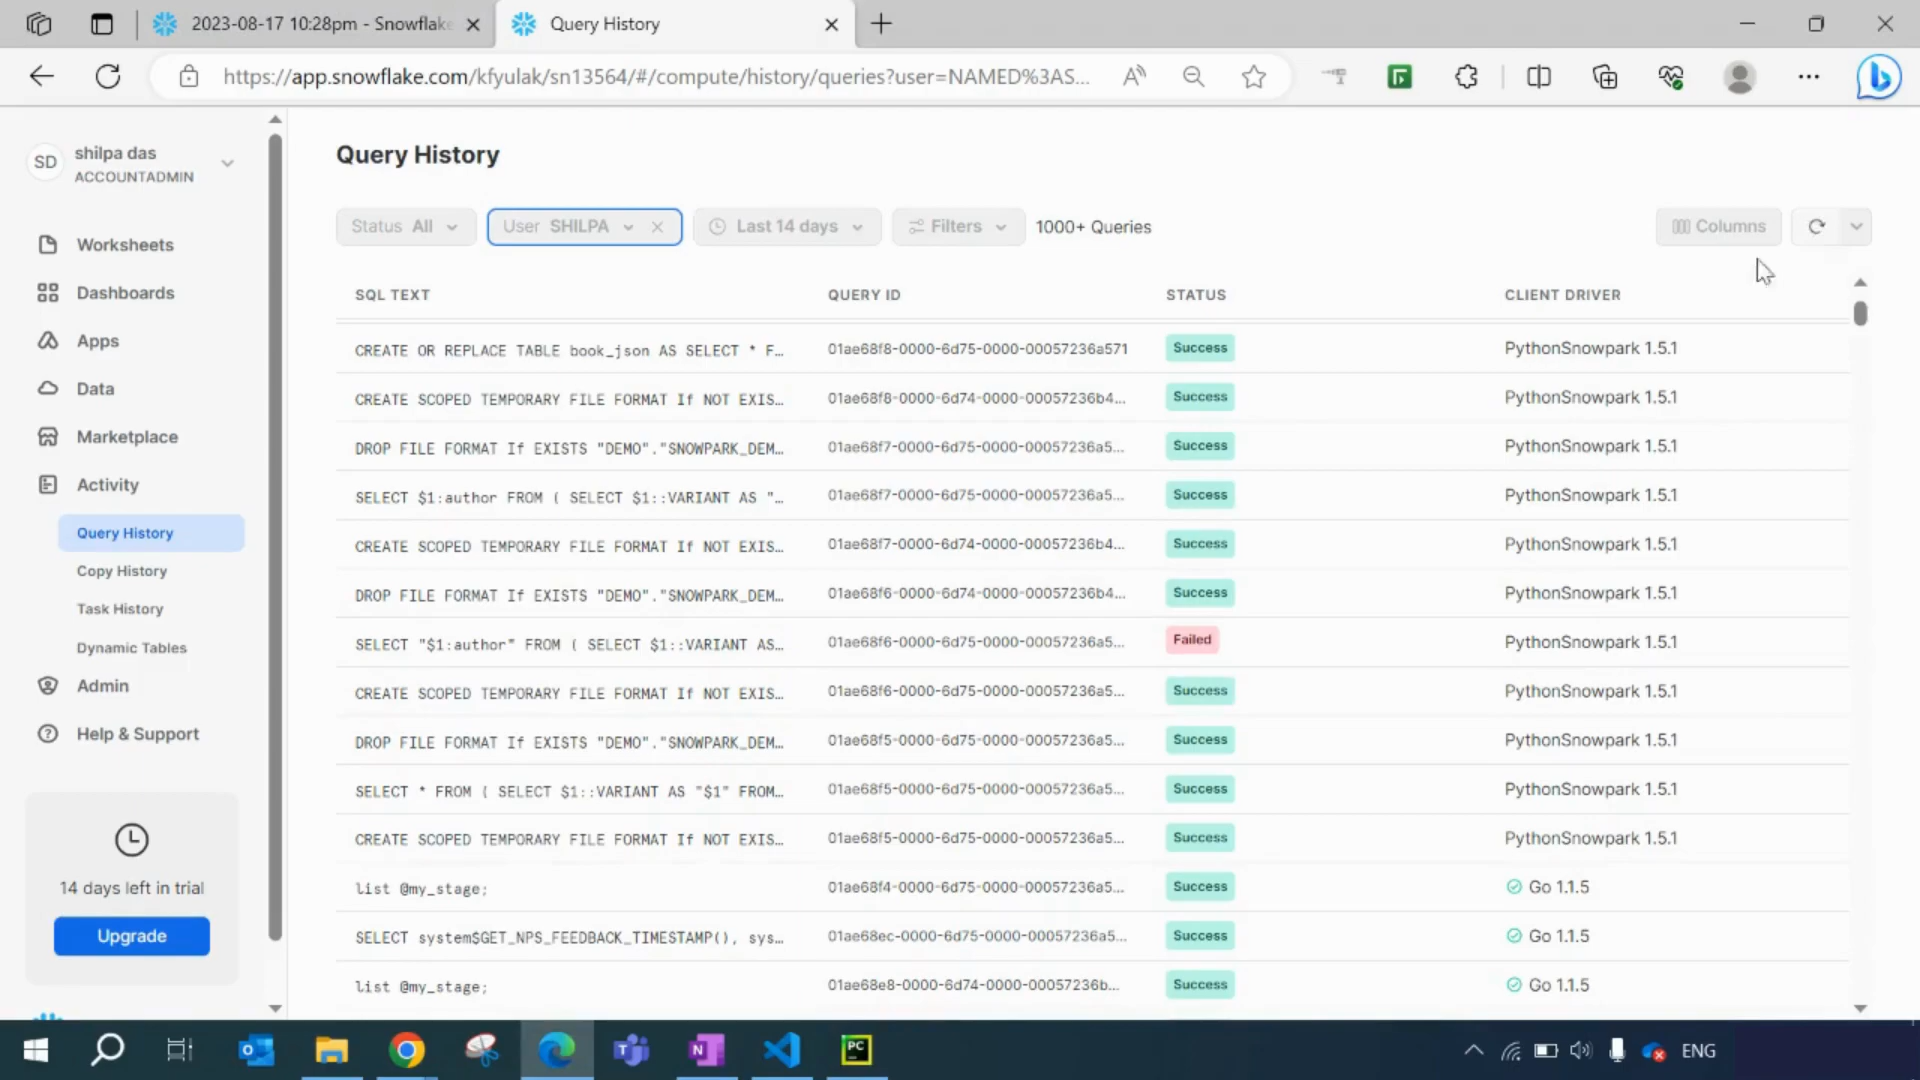 2023-08-17 10:28pm - Snowflake
Query History
https://app.snowflake.com/kfyulak/sn13564/#/compute/history/queries?user=NAMED%3AS...
SD
shilpa das
ACCOUNTADMIN
Worksheets
Dashboards
Apps
Data
Marketplace
Activity
Query History
Copy History
Task History
Dynamic Tables
Admin
Help & Support
14 days left in trial
Upgrade
Query History
Status All
User SHILPA
Last 14 days
Filters
1000+ Queries
Columns
SQL TEXT QUERY ID STATUS CLIENT DRIVER
CREATE OR REPLACE TABLE book_json AS SELECT * F… 01ae68f8-0000-6d75-0000-00057236a571 Success PythonSnowpark 1.5.1
CREATE SCOPED TEMPORARY FILE FORMAT If NOT EXIS… 01ae68f8-0000-6d74-0000-00057236b4... Success PythonSnowpark 1.5.1
DROP FILE FORMAT If EXISTS "DEMO"."SNOWPARK_DEM… 01ae68f7-0000-6d75-0000-00057236a5... Success PythonSnowpark 1.5.1
SELECT $1:author FROM ( SELECT $1::VARIANT AS "… 01ae68f7-0000-6d75-0000-00057236a5... Success PythonSnowpark 1.5.1
CREATE SCOPED TEMPORARY FILE FORMAT If NOT EXIS… 01ae68f7-0000-6d74-0000-00057236b4... Success PythonSnowpark 1.5.1
DROP FILE FORMAT If EXISTS "DEMO"."SNOWPARK_DEM… 01ae68f6-0000-6d74-0000-00057236b4... Success PythonSnowpark 1.5.1
SELECT "$1:author" FROM ( SELECT $1::VARIANT AS… 01ae68f6-0000-6d75-0000-00057236a5... Failed PythonSnowpark 1.5.1
CREATE SCOPED TEMPORARY FILE FORMAT If NOT EXIS… 01ae68f6-0000-6d75-0000-00057236a5... Success PythonSnowpark 1.5.1
DROP FILE FORMAT If EXISTS "DEMO"."SNOWPARK_DEM… 01ae68f5-0000-6d75-0000-00057236a5... Success PythonSnowpark 1.5.1
SELECT * FROM ( SELECT $1::VARIANT AS "$1" FROM… 01ae68f5-0000-6d75-0000-00057236a5... Success PythonSnowpark 1.5.1
CREATE SCOPED TEMPORARY FILE FORMAT If NOT EXIS… 01ae68f5-0000-6d75-0000-00057236a5... Success PythonSnowpark 1.5.1
list @my_stage; 01ae68f4-0000-6d75-0000-00057236a5... Success Go 1.1.5
SELECT system$GET_NPS_FEEDBACK_TIMESTAMP(), sys… 01ae68ec-0000-6d75-0000-00057236a5... Success Go 1.1.5
list @my_stage; 01ae68e8-0000-6d74-0000-00057236b... Success Go 1.1.5
ENG